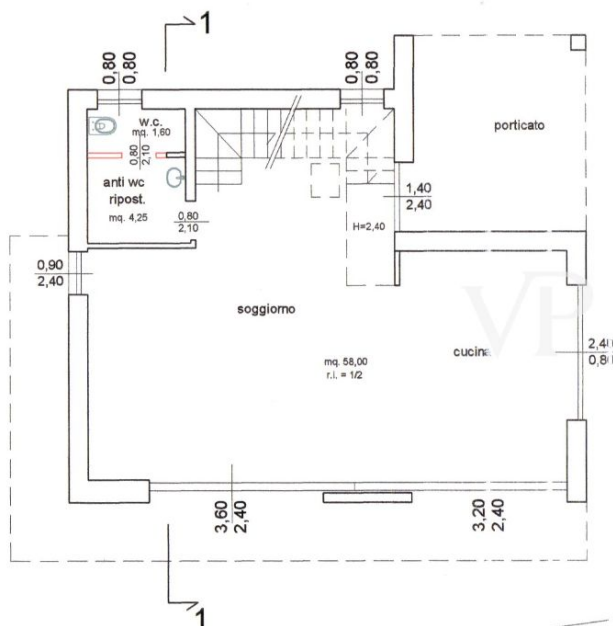 1
0,80
0,80
0,80
0,80
w.c.
mq. 1,60
0,80
2,10
anti wc
ripost.
mq. 4,25
0,80
2,10
porticato
1,40
2,40
H=2,40
0,90
2,40
soggiorno
cucina
mq. 58,00
r.i. = 1/2
VP
2,40
0,80
3,60
2,40
3,20
2,40
1